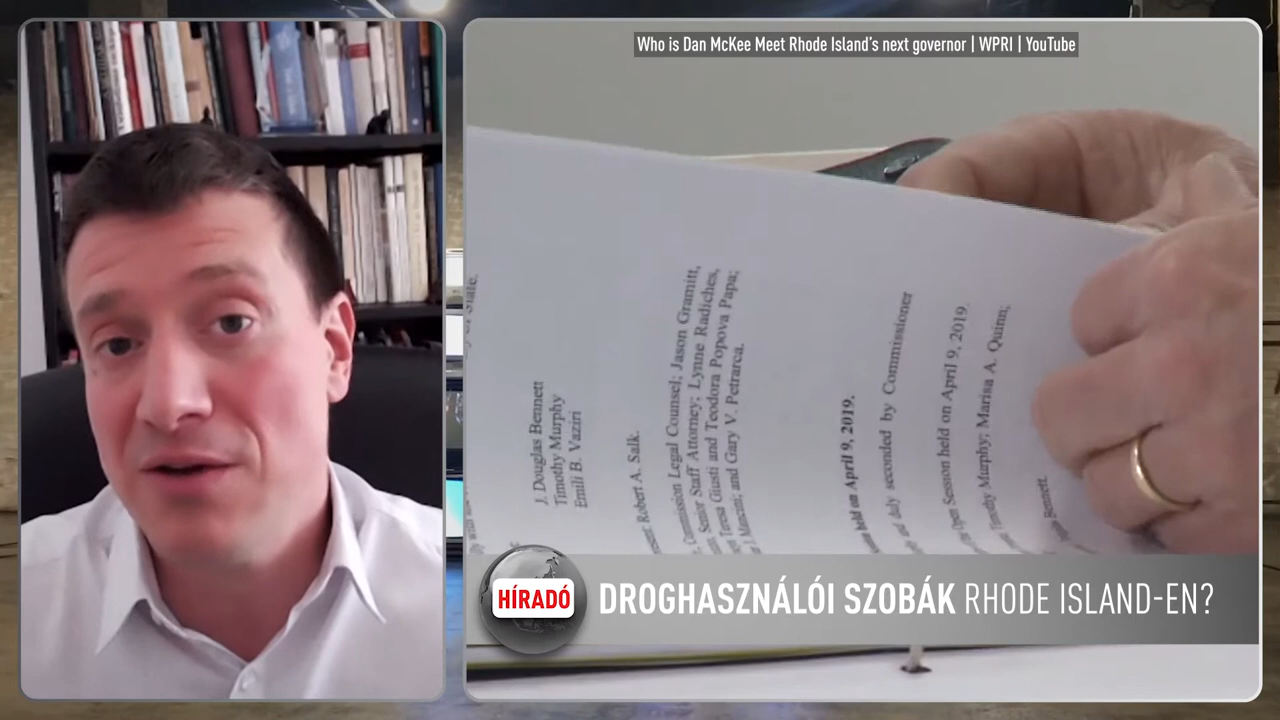 Who is Dan McKee Meet Rhode Island's next governor | WPRI | YouTube
J. Douglas Bennett
Timothy Murphy
Emili B. Vaziri
Robert A. Salk.
Commission Legal Counsel; Jason Gramitt,
Senior Staff Attorney; Lynne Radiches,
Teresa Giusti and Teodora Popova Papa;
and Gary V. Petrarca.
held on April 9, 2019.
and duly seconded by Commissioner
Open Session held on April 9, 2019.
Timothy Murphy; Marisa A. Quinn;
Bennett.
HÍRADÓ
DROGHASZNÁLÓI SZOBÁK RHODE ISLAND-EN?